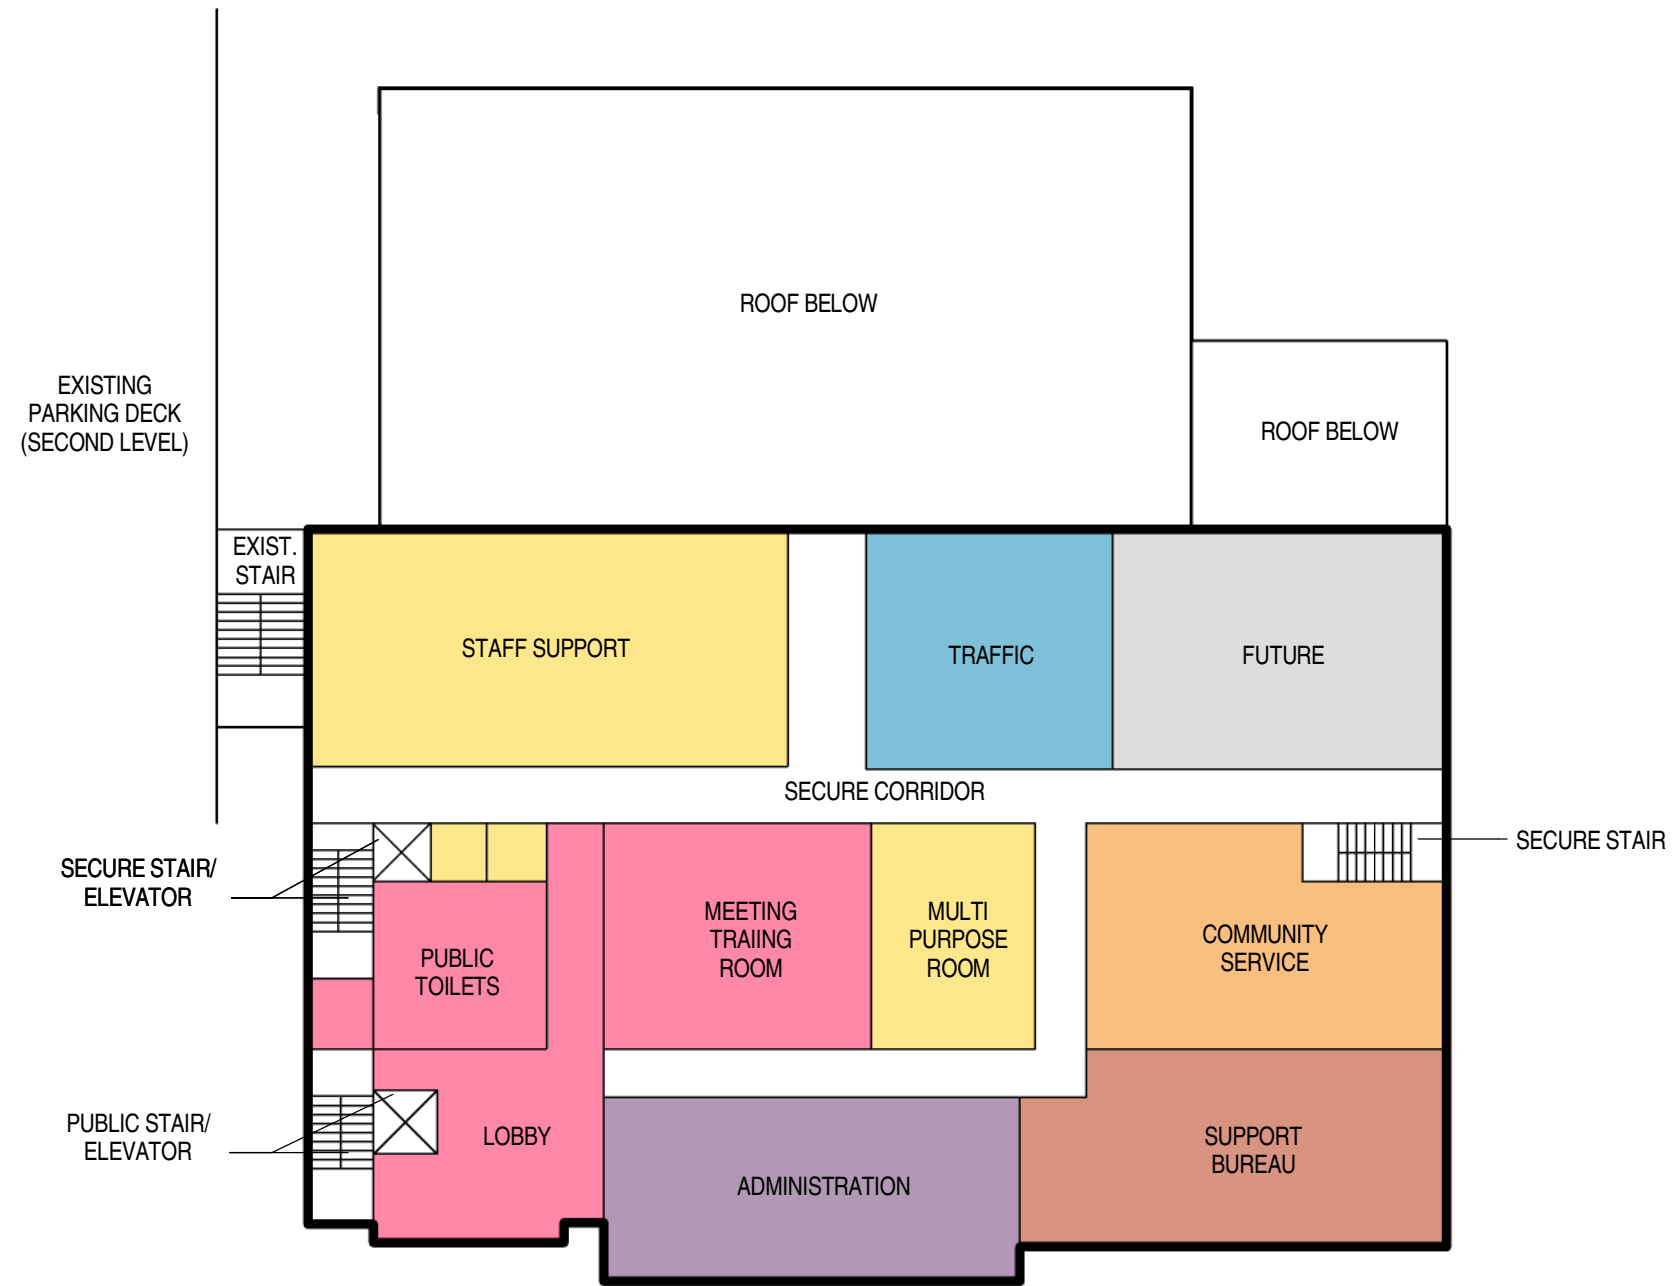 ROOF BELOW
EXISTING
PARKING DECK
(SECOND LEVEL)
ROOF BELOW
EXIST.
STAIR
STAFF SUPPORT
TRAFFIC
FUTURE
SECURE CORRIDOR
SECURE STAIR/
ELEVATOR
SECURE STAIR
PUBLIC
TOILETS
MEETING
TRAIING
ROOM
MULTI
PURPOSE
ROOM
COMMUNITY
SERVICE
PUBLIC STAIR/
ELEVATOR
LOBBY
ADMINISTRATION
SUPPORT
BUREAU